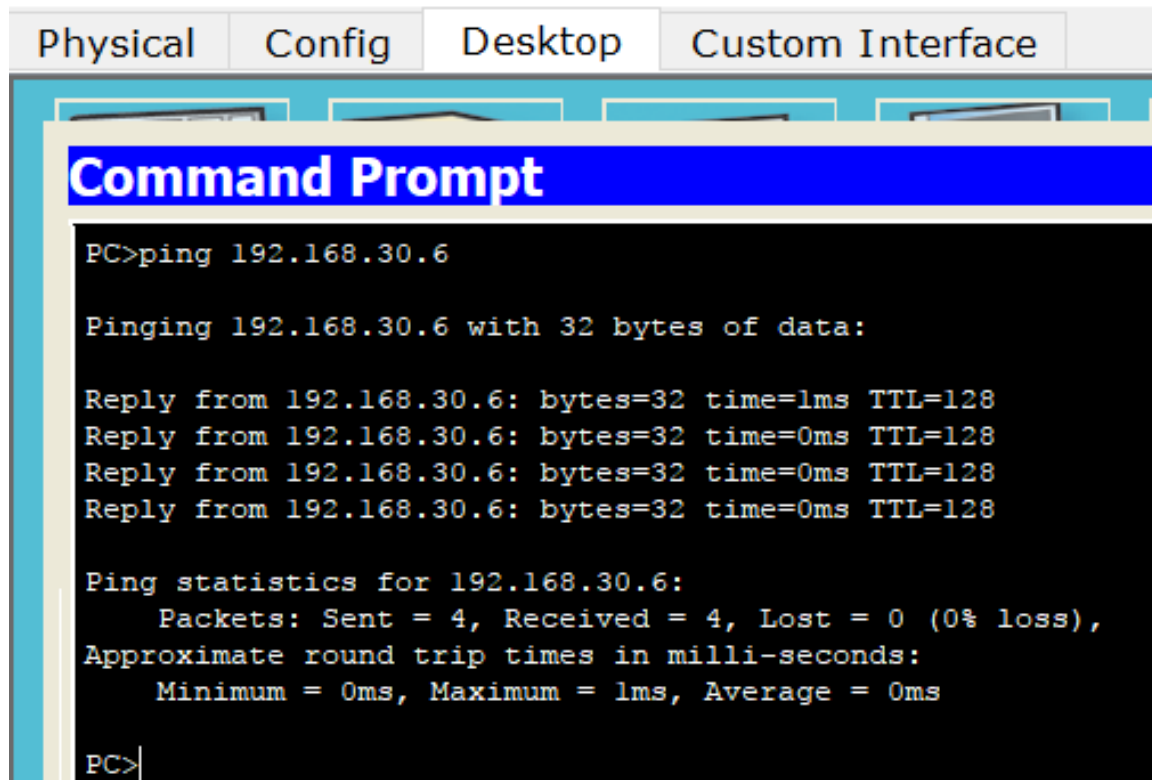 Physical Config Desktop Custom Interface
Command Prompt
PC>ping 192.168.30.6
Pinging 192.168.30.6 with 32 bytes of data:
Reply from 192.168.30.6: bytes=32 time=1ms TTL=128
Reply from 192.168.30.6: bytes=32 time=0ms TTL=128
Reply from 192.168.30.6: bytes=32 time=0ms TTL=128
Reply from 192.168.30.6: bytes=32 time=0ms TTL=128
Ping statistics for 192.168.30.6:
Packets: Sent = 4, Received = 4, Lost = 0 (0% loss),
Approximate round trip times in milli-seconds:
Minimum = 0ms, Maximum = 1ms, Average = 0ms
PC>